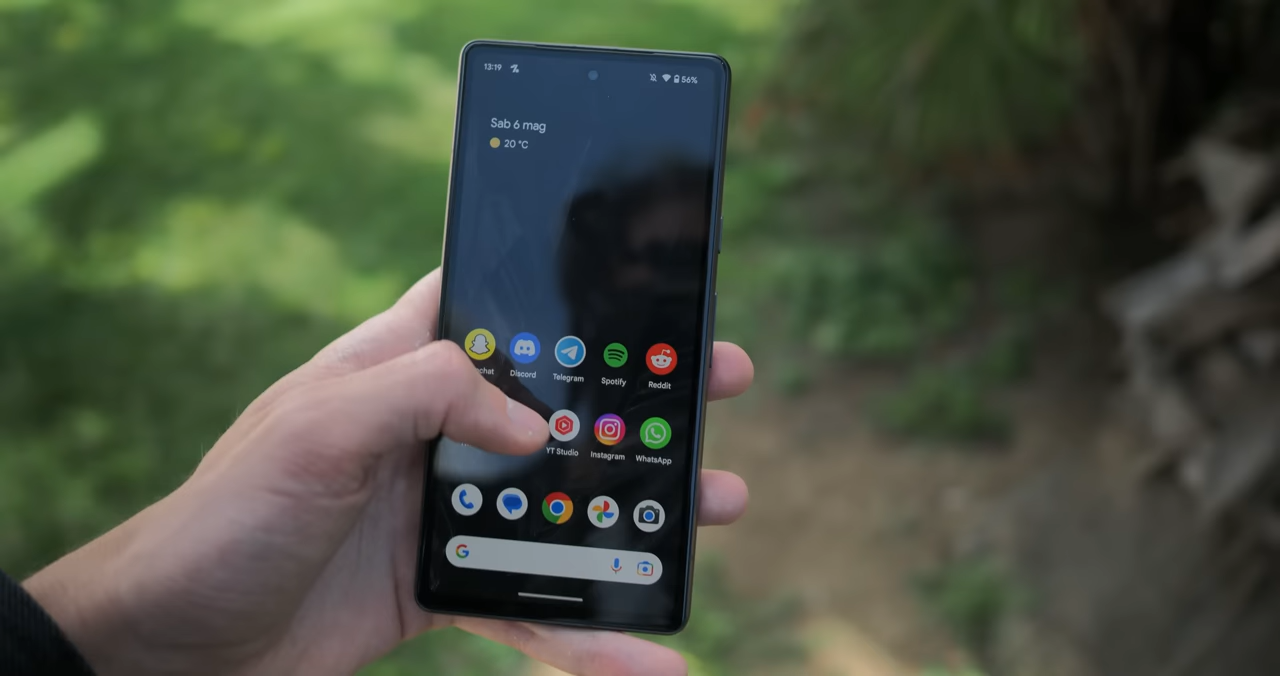 13:19
56%
Sab 6 mag
20 °C
Discord
Telegram
Spotify
Reddit
YT Studio
Instagram
WhatsApp
G